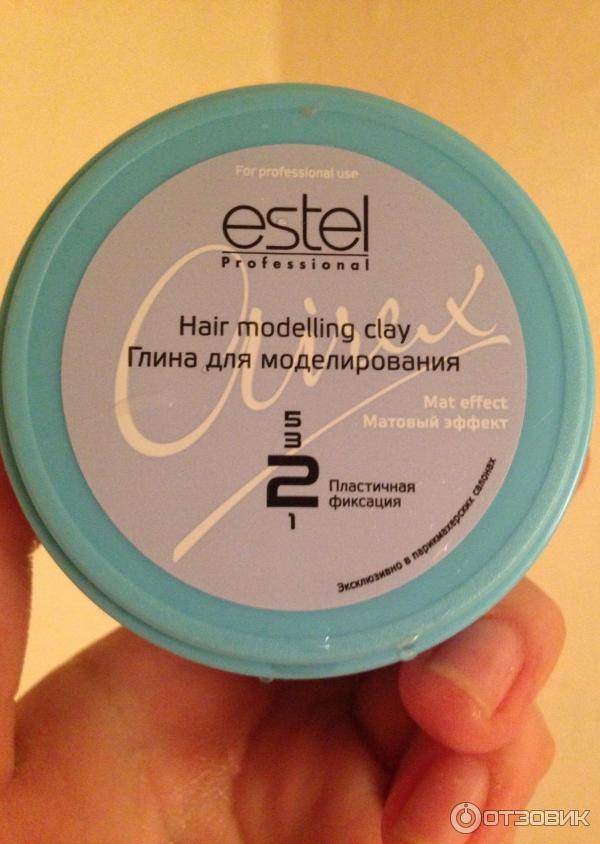 For professional use
estel
Professional
Airex
Hair modelling clay
Глина для моделирования
Mat effect
Матовый эффект
5
3
2
Пластичная
фиксация
1
Эксклюзивно в парикмахерских салонах
ОТЗОВИК